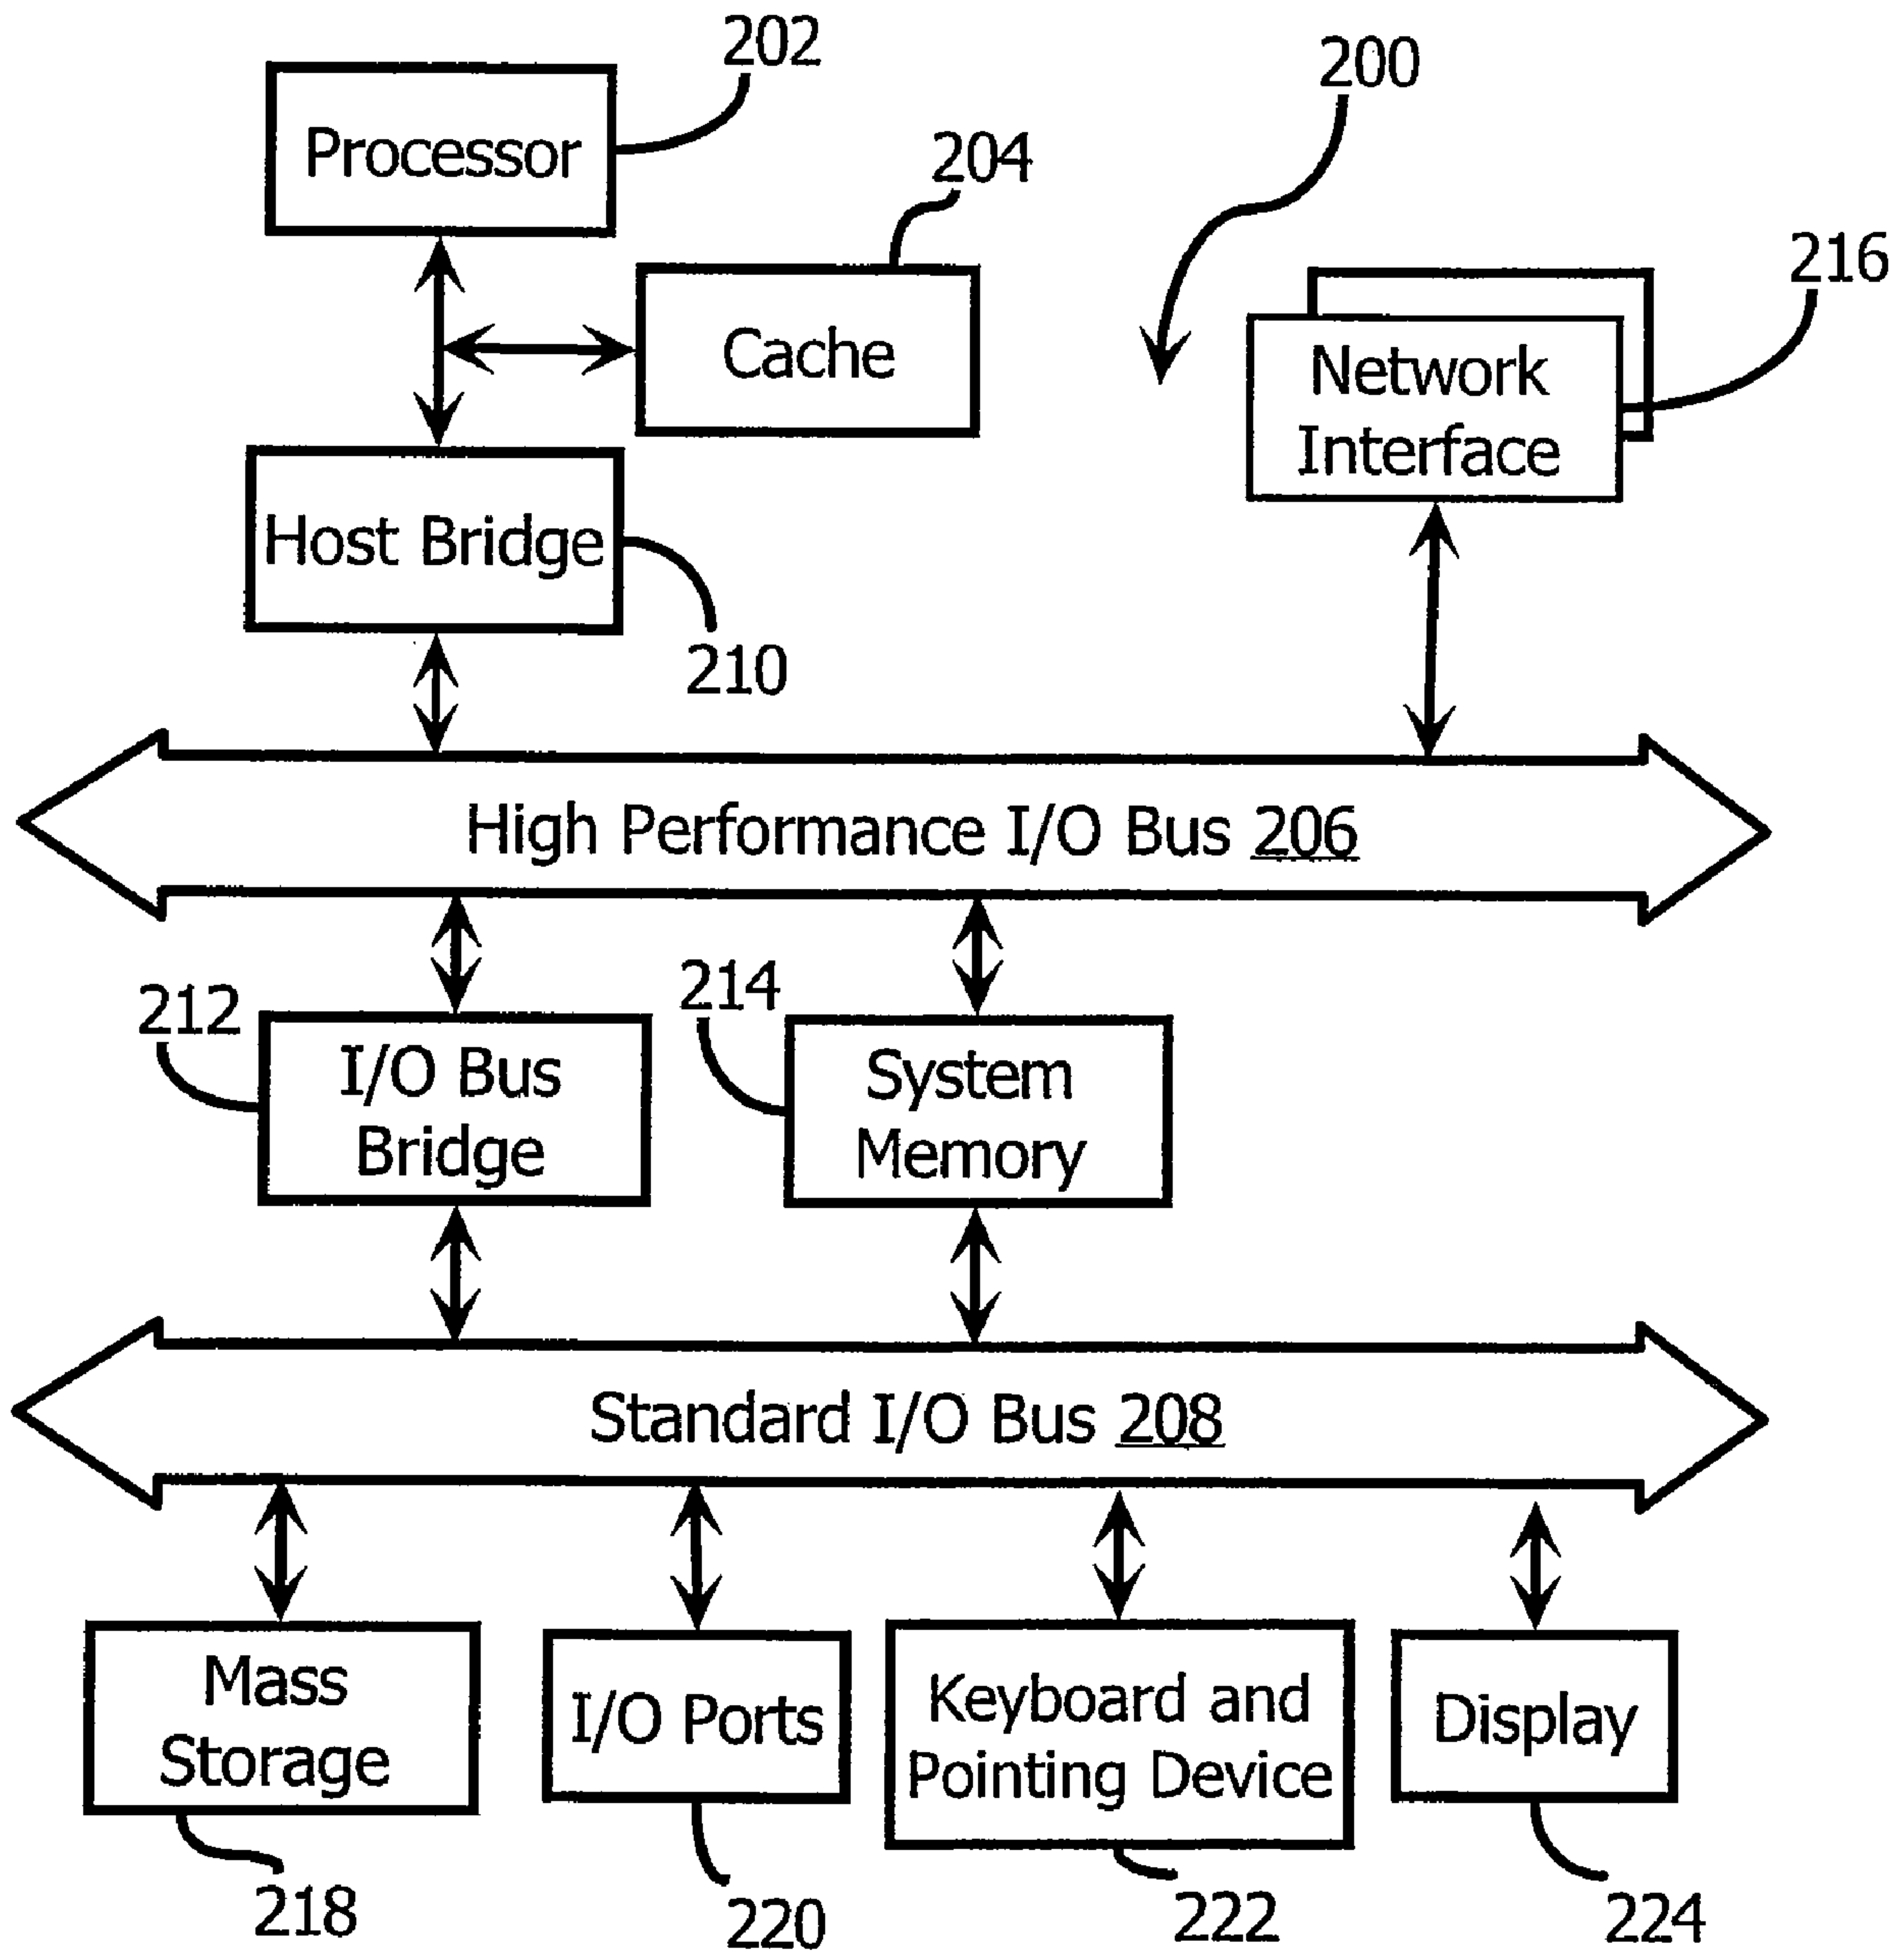 202
200
Processor
204
216
Cache
Network
Interface
Host Bridge
210
High Performance I/O Bus 206
212
214
I/O Bus
Bridge
System
Memory
Standard I/O Bus 208
Mass
Storage
I/O Ports
Keyboard and
Pointing Device
Display
218
220
222
224